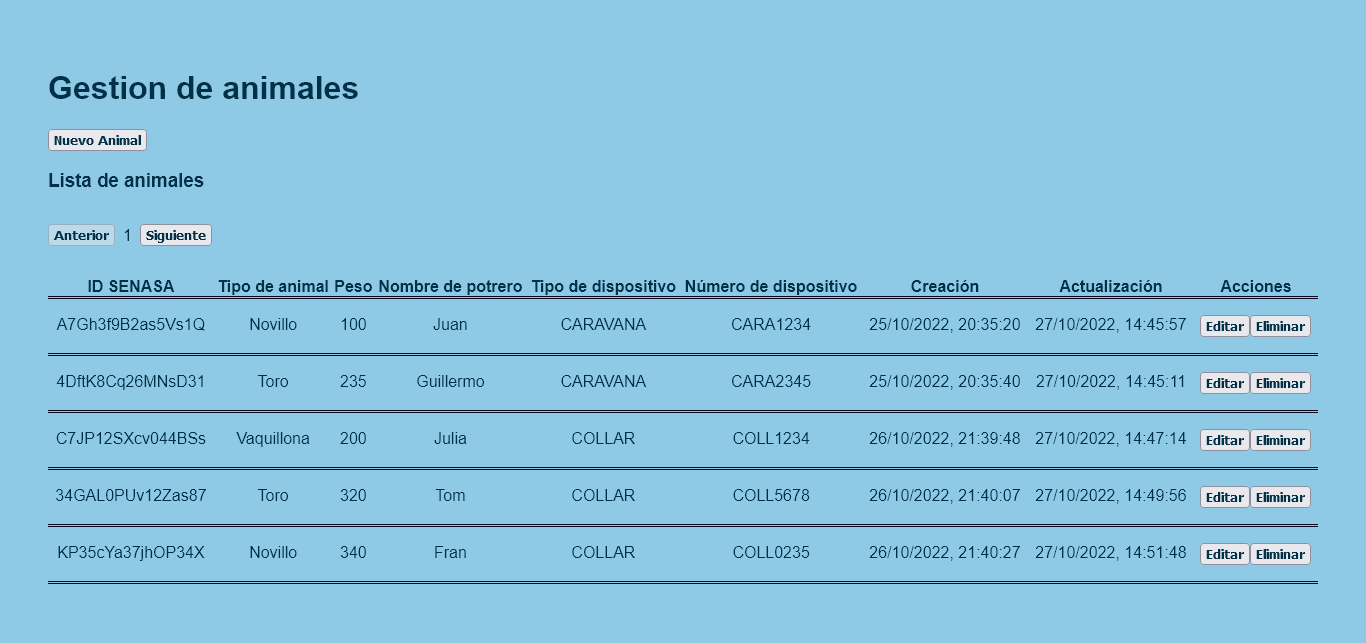 Gestion de animales
Nuevo Animal
Lista de animales
Anterior 1 Siguiente
ID SENASA Tipo de animal Peso Nombre de potrero Tipo de dispositivo Número de dispositivo Creación Actualización Acciones
A7Gh3f9B2as5Vs1Q Novillo 100 Juan CARAVANA CARA1234 25/10/2022, 20:35:20 27/10/2022, 14:45:57 Editar Eliminar
4DftK8Cq26MNsD31 Toro 235 Guillermo CARAVANA CARA2345 25/10/2022, 20:35:40 27/10/2022, 14:45:11 Editar Eliminar
C7JP12SXcv044BSs Vaquillona 200 Julia COLLAR COLL1234 26/10/2022, 21:39:48 27/10/2022, 14:47:14 Editar Eliminar
34GAL0PUv12Zas87 Toro 320 Tom COLLAR COLL5678 26/10/2022, 21:40:07 27/10/2022, 14:49:56 Editar Eliminar
KP35cYa37jhOP34X Novillo 340 Fran COLLAR COLL0235 26/10/2022, 21:40:27 27/10/2022, 14:51:48 Editar Eliminar